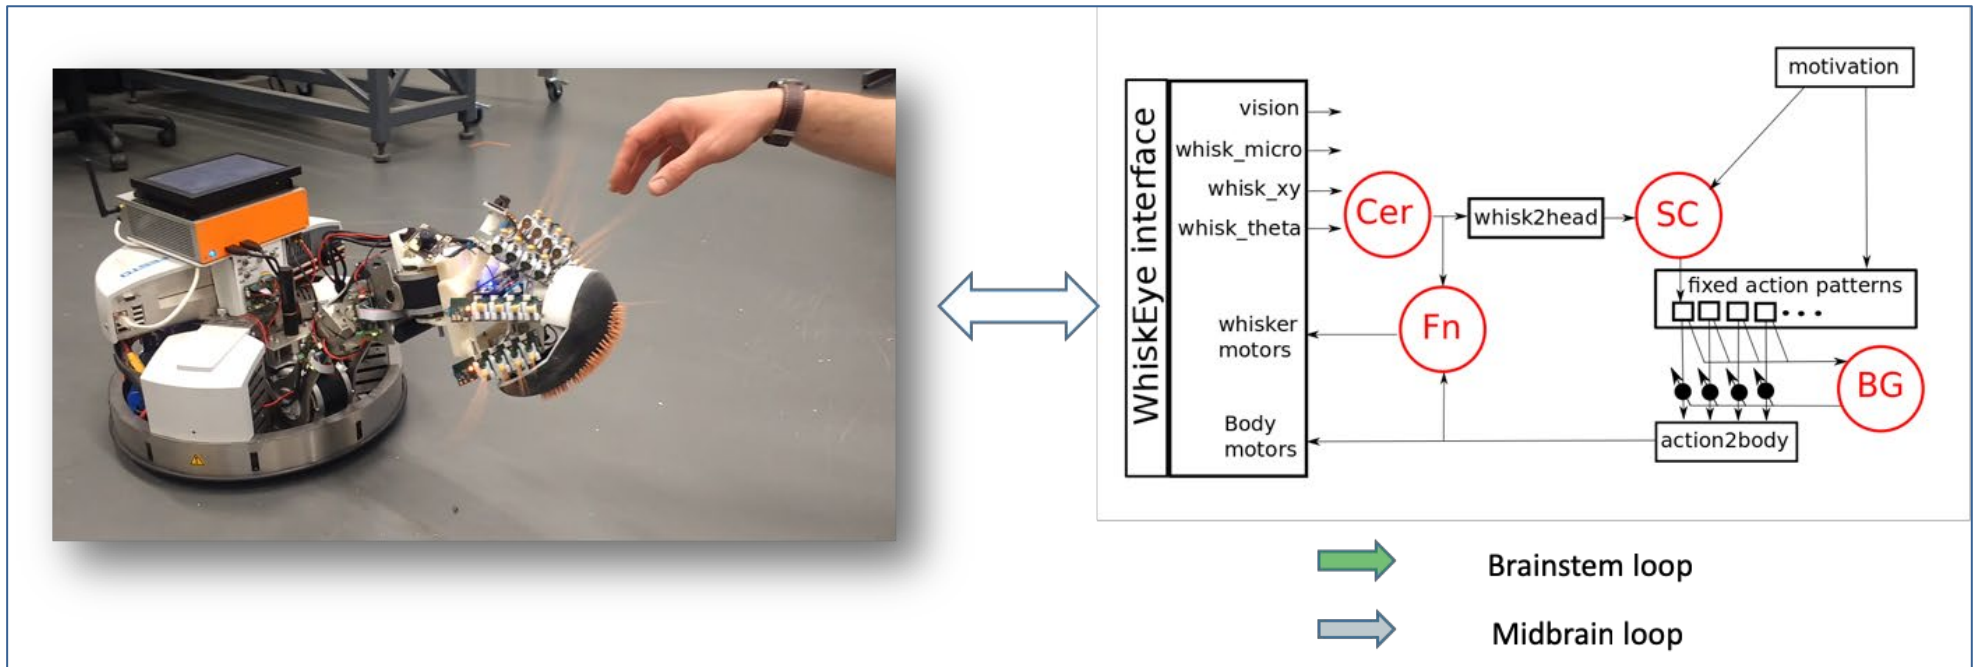 WhiskEye interface
vision
whisk_micro
whisk_xy
whisk_theta
whisker
motors
Body
motors
Cer
Fn
whisk2head
SC
motivation
fixed action patterns
BG
action2body
Brainstem loop
Midbrain loop